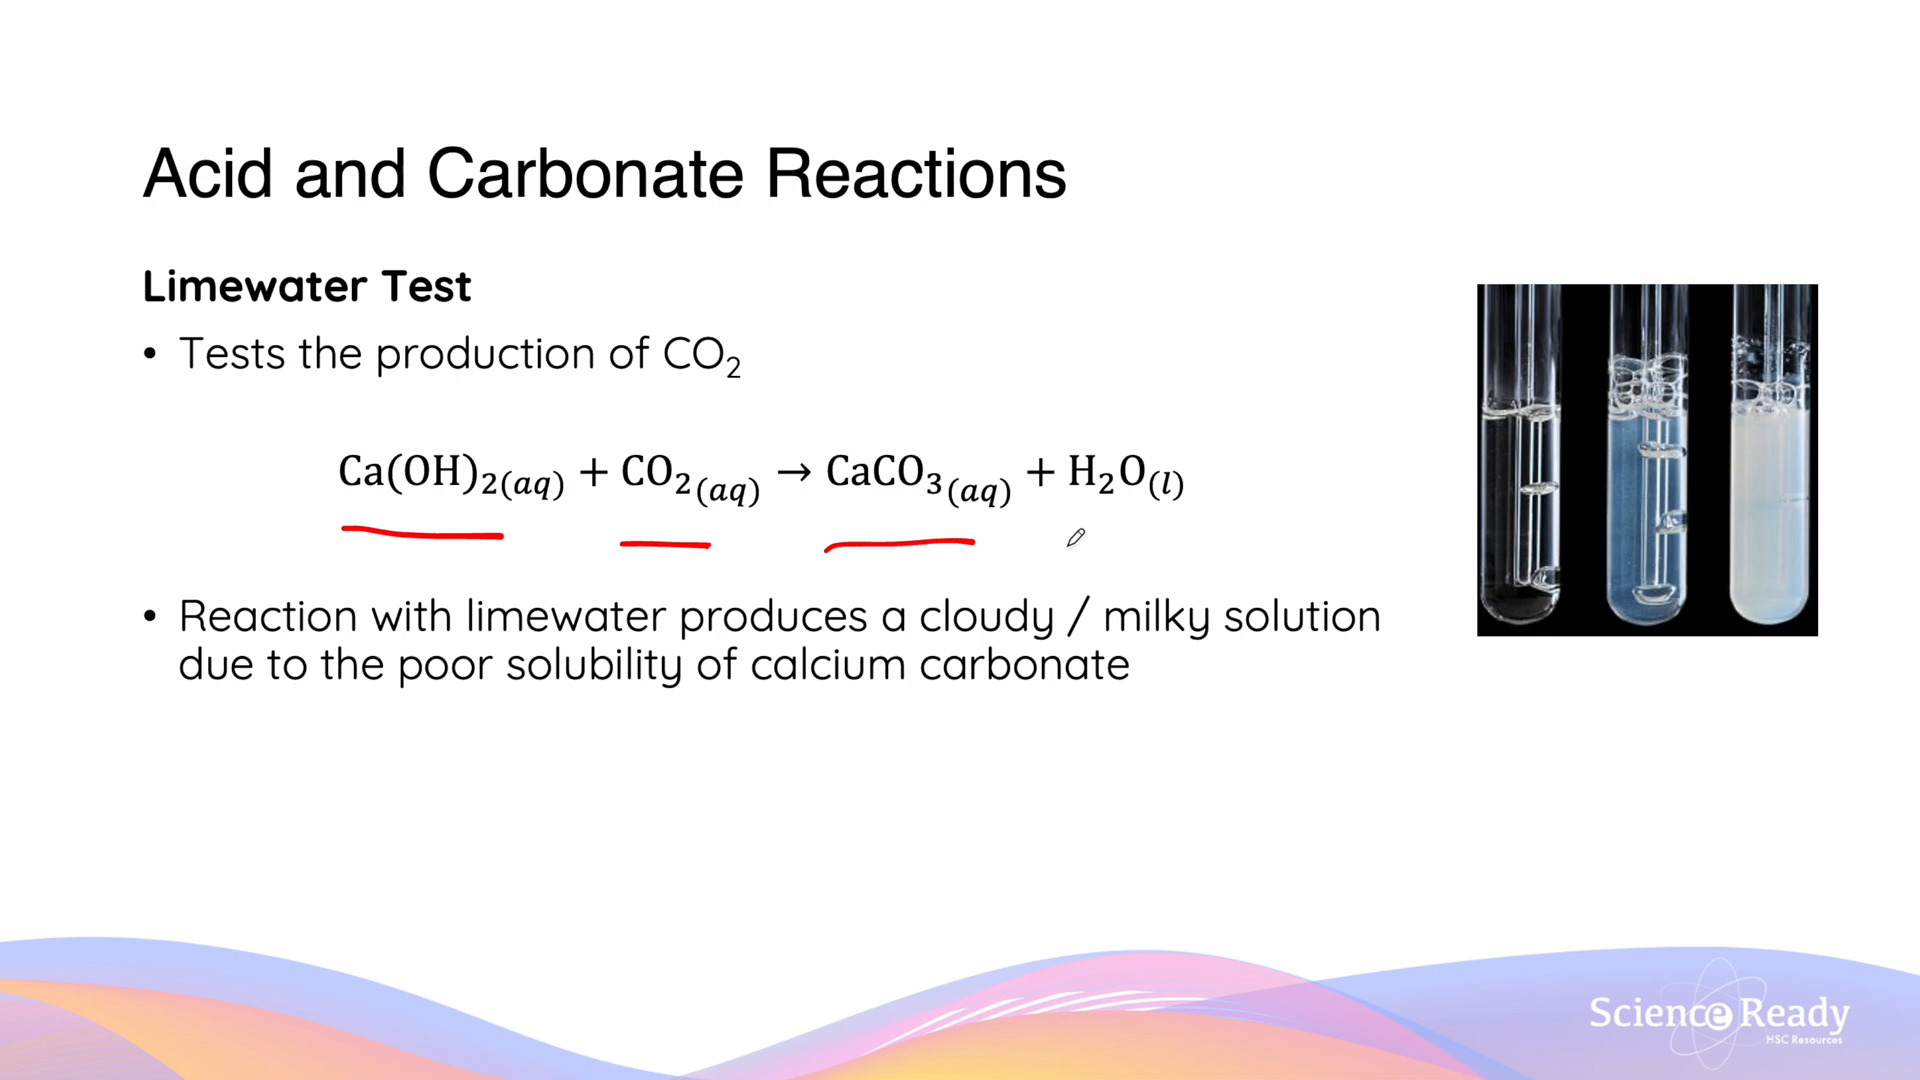 Acid and Carbonate Reactions
Limewater Test
• Tests the production of CO₂
Ca(OH)₂(aq) + CO₂(aq) → CaCO₃(aq) + H₂O(l)
• Reaction with limewater produces a cloudy / milky solution
due to the poor solubility of calcium carbonate
Science Ready
HSC Resources